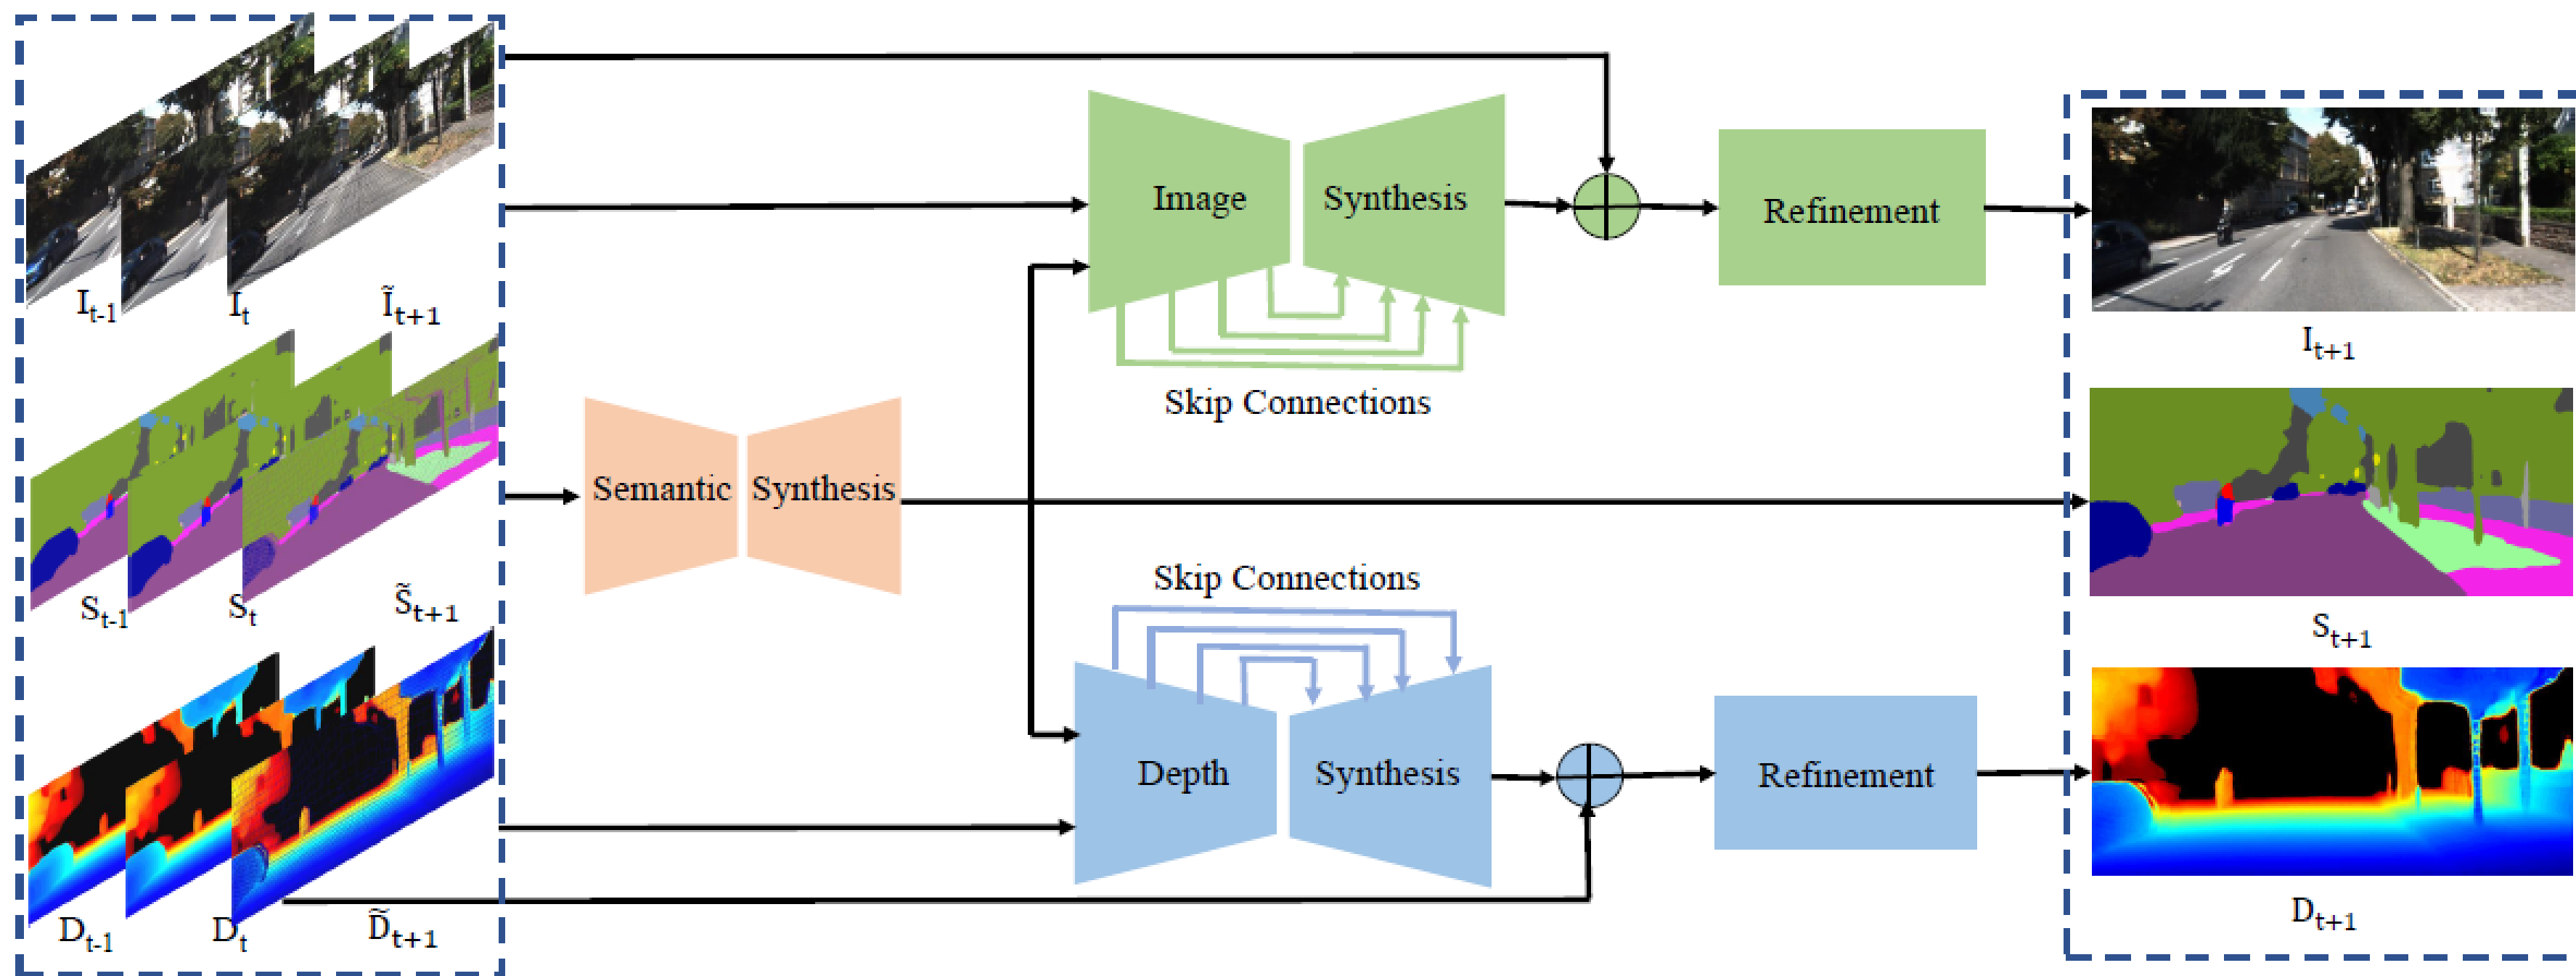 I_{t-1} I_t Ĩ_{t+1}
Image Synthesis
Refinement
Skip Connections
I_{t+1}
S_{t-1} S_t S̃_{t+1}
Semantic Synthesis
S_{t+1}
Skip Connections
Depth Synthesis
Refinement
D_{t-1} D_t D̃_{t+1}
D_{t+1}